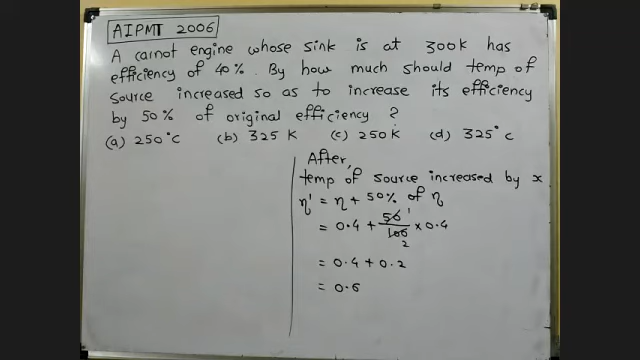 AIPMT 2006
A carnot engine whose sink is at 300k has
efficiency of 40%. By how much should temp of
source increased so as to increase its efficiency
by 50% of original efficiency ?
(a) 250°C (b) 325 K (c) 250K (d) 325°C
After,
temp of source increased by x
η' = η + 50% of η
= 0.4 + 50/100 × 0.4
1
2
= 0.4 + 0.2
= 0.6